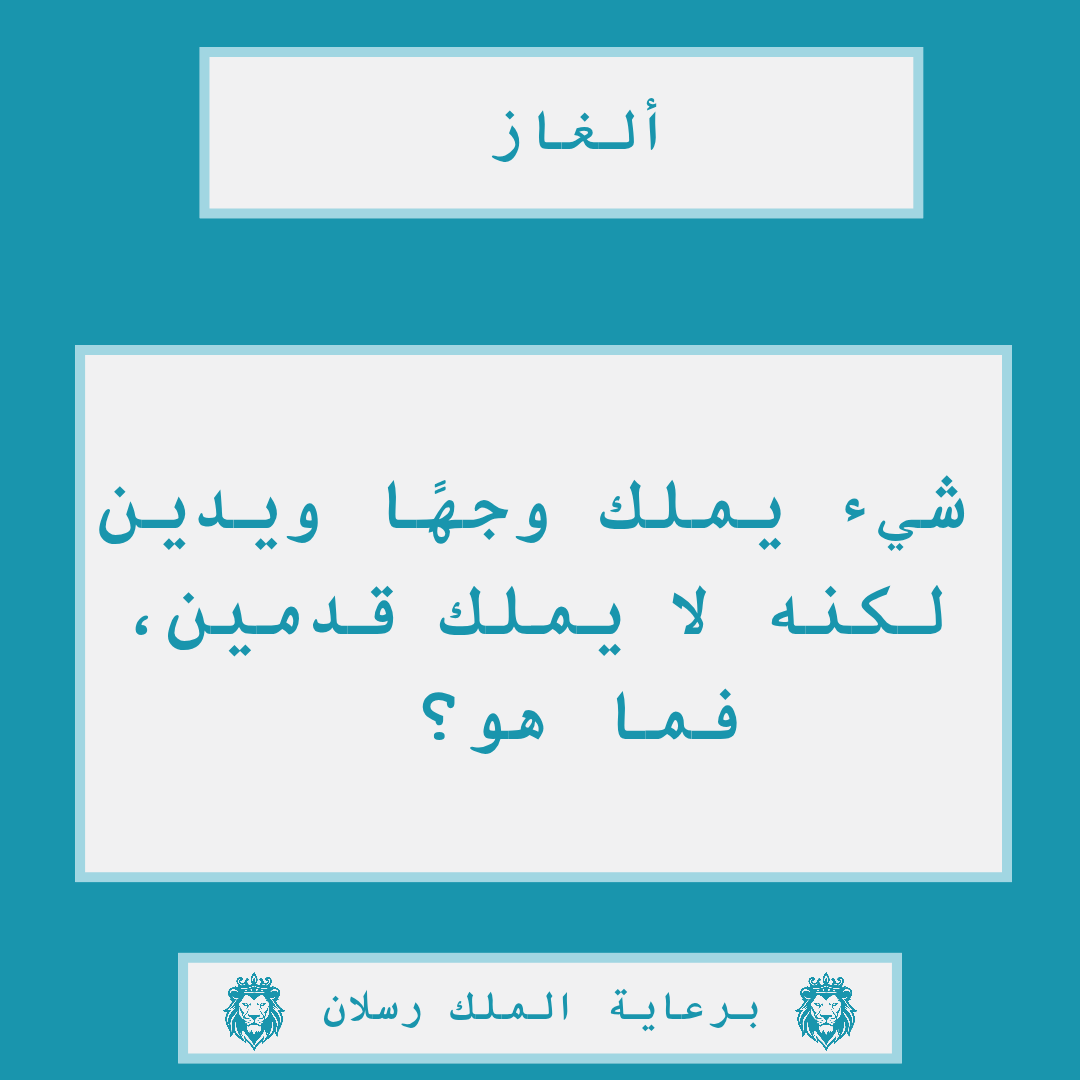 ألغاز
شيء يملك وجهًا ويدين
لكنه لا يملك قدمين،
فما هو؟
برعاية الملك رسلان